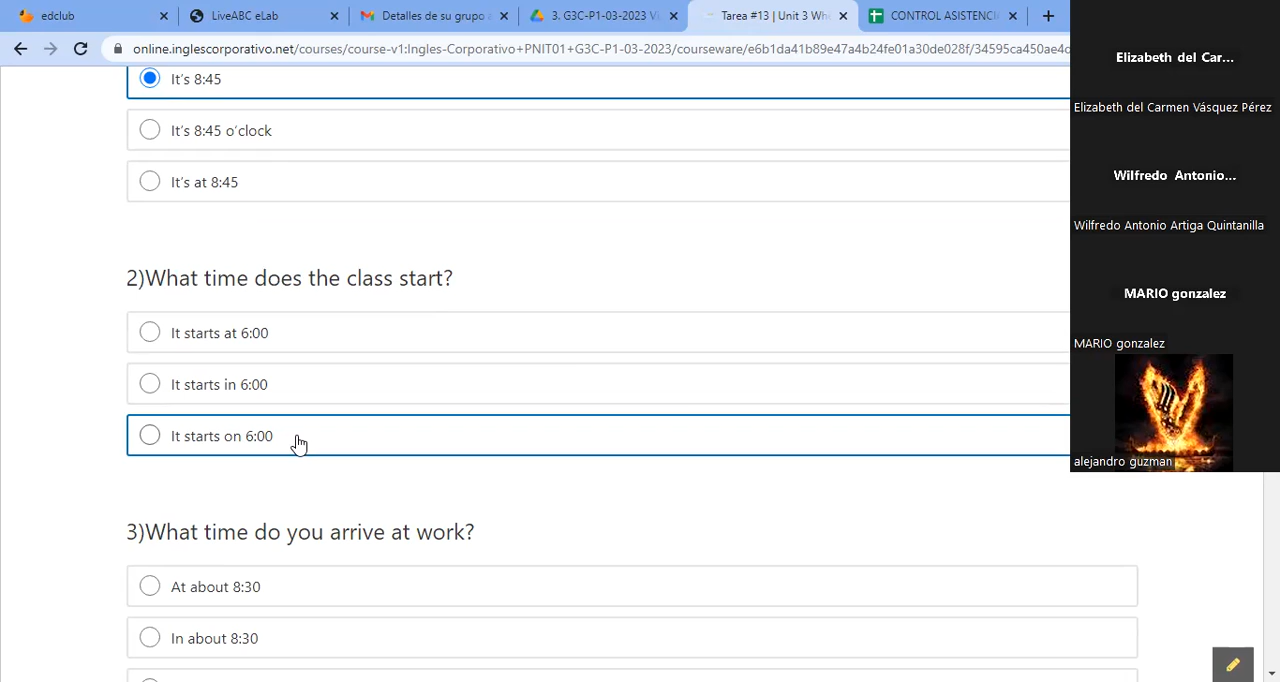 edclub
LiveABC eLab
Detalles de su grupo a
3. G3C-P1-03-2023 Vi
Tarea #13 | Unit 3 Whe
CONTROL ASISTENCI
online.inglescorporativo.net/courses/course-v1:Ingles-Corporativo+PNIT01+G3C-P1-03-2023/courseware/e6b1da41b89e47a4b24fe01a30de028f/34595ca450ae4d
It's 8:45
It's 8:45 o'clock
It's at 8:45
2)What time does the class start?
It starts at 6:00
It starts in 6:00
It starts on 6:00
3)What time do you arrive at work?
At about 8:30
In about 8:30
Elizabeth del Car...
Elizabeth del Carmen Vásquez Pérez
Wilfredo Antonio...
Wilfredo Antonio Artiga Quintanilla
MARIO gonzalez
MARIO gonzalez
alejandro guzman